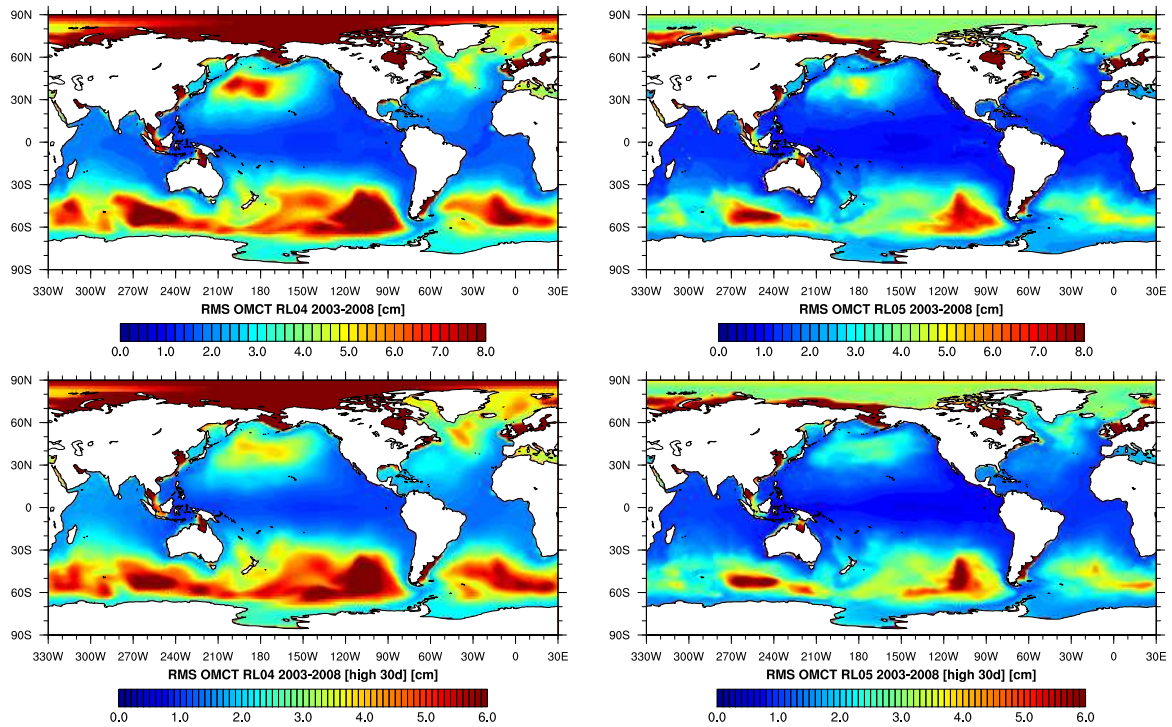 90N 90N
60N 60N
30N 30N
0 0
30S 30S
60S 60S
90S 90S
330W 300W 270W 240W 210W 180 150W 120W 90W 60W 30W 0 30E 330W 300W 270W 240W 210W 180 150W 120W 90W 60W 30W 0 30E
RMS OMCT RL04 2003-2008 [cm] RMS OMCT RL05 2003-2008 [cm]
0.0 1.0 2.0 3.0 4.0 5.0 6.0 7.0 8.0 0.0 1.0 2.0 3.0 4.0 5.0 6.0 7.0 8.0
90N 90N
60N 60N
30N 30N
0 0
30S 30S
60S 60S
90S 90S
330W 300W 270W 240W 210W 180 150W 120W 90W 60W 30W 0 30E 330W 300W 270W 240W 210W 180 150W 120W 90W 60W 30W 0 30E
RMS OMCT RL04 2003-2008 [high 30d] [cm] RMS OMCT RL05 2003-2008 [high 30d] [cm]
0.0 1.0 2.0 3.0 4.0 5.0 6.0 0.0 1.0 2.0 3.0 4.0 5.0 6.0